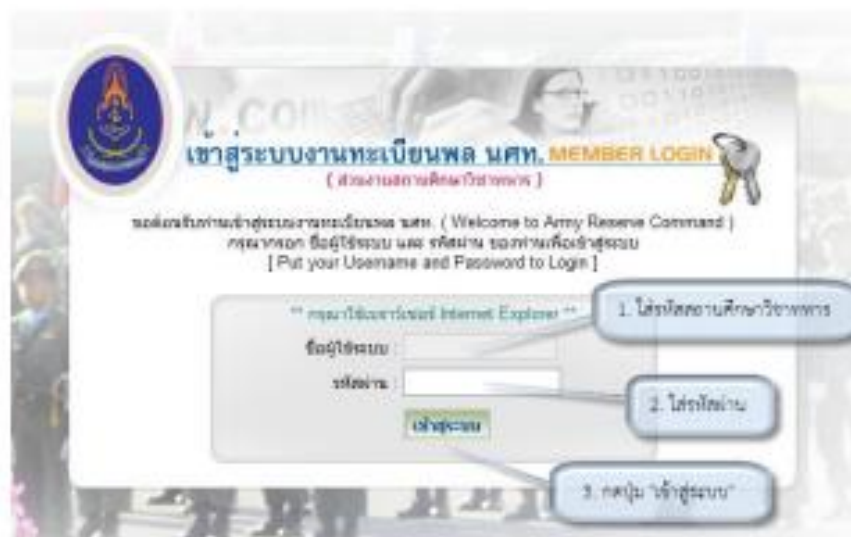 เข้าสู่ระบบงานทะเบียนพล นศท. MEMBER LOGIN
( ส่วนงานสถานศึกษาวิชาทหาร )
ขอต้อนรับท่านเข้าสู่ระบบงานทะเบียนพล นศท. ( Welcome to Army Reserve Command )
กรุณากรอก ชื่อผู้ใช้ระบบ และ รหัสผ่าน ของท่านเพื่อเข้าสู่ระบบ
[ Put your Username and Password to Login ]
** กรุณาใช้เบราว์เซอร์ Internet Explorer **
1. ใส่รหัสสถานศึกษาวิชาทหาร
ชื่อผู้ใช้ระบบ :
รหัสผ่าน :
2. ใส่รหัสผ่าน
เข้าสู่ระบบ
3. กดปุ่ม "เข้าสู่ระบบ"